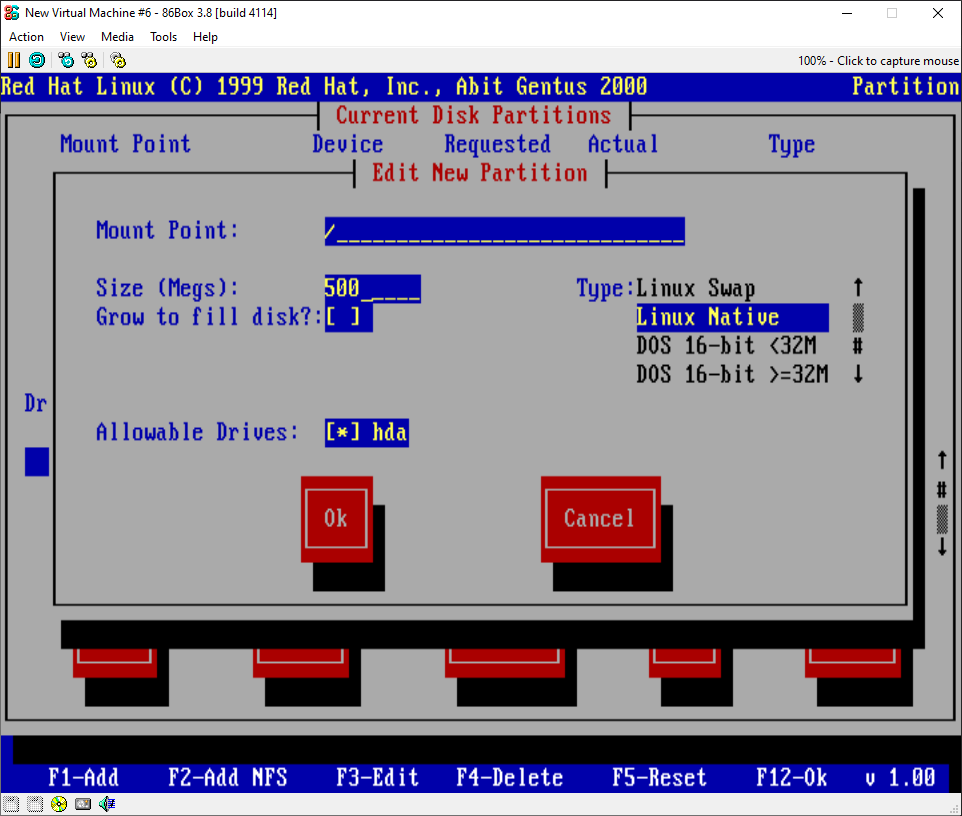 New Virtual Machine #6 - 86Box 3.8 [build 4114]
Action View Media Tools Help
100% - Click to capture mouse
Red Hat Linux (C) 1999 Red Hat, Inc., Abit Gentus 2000 Partition
Current Disk Partitions
Mount Point Device Requested Actual Type
Edit New Partition
Mount Point: /_____________________________
Size (Megs): 500_____ Type: Linux Swap ↑
Grow to fill disk?: [ ] Linux Native
DOS 16-bit <32M #
DOS 16-bit >=32M ↓
Dr
Allowable Drives: [*] hda
↑
#
Ok Cancel
↓
F1-Add F2-Add NFS F3-Edit F4-Delete F5-Reset F12-Ok v 1.00